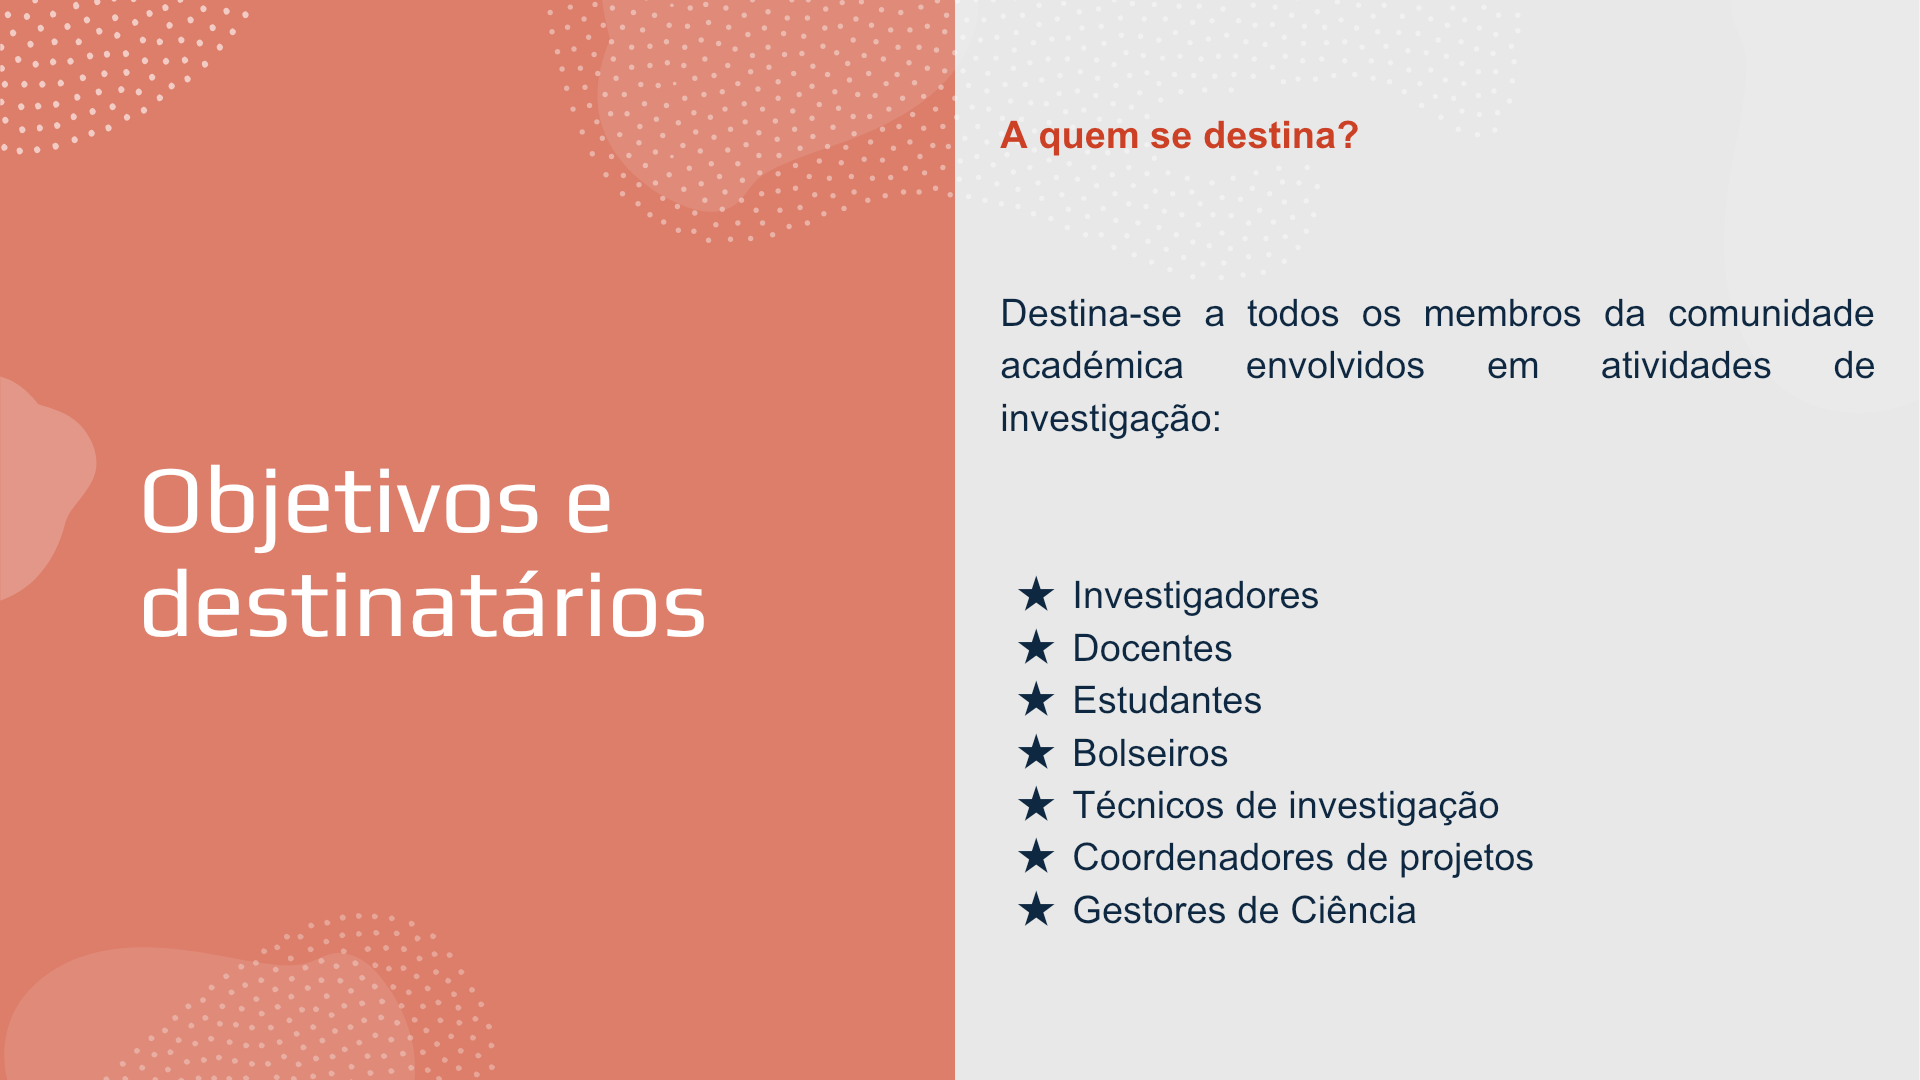 Objetivos e
destinatários
A quem se destina?
Destina-se a todos os membros da comunidade
académica envolvidos em atividades de
investigação:
★ Investigadores
★ Docentes
★ Estudantes
★ Bolseiros
★ Técnicos de investigação
★ Coordenadores de projetos
★ Gestores de Ciência